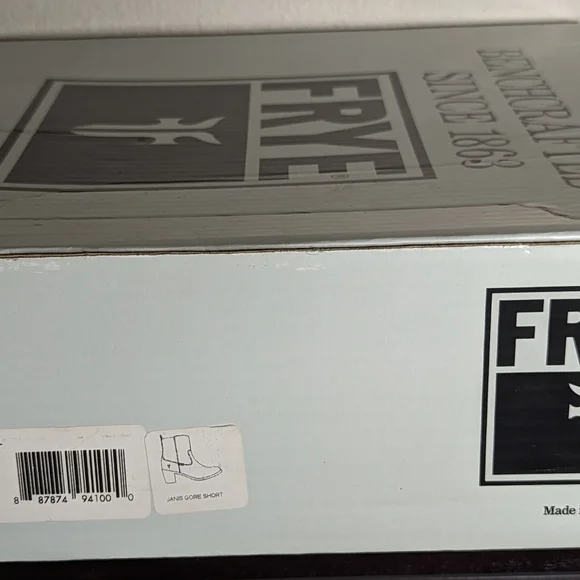 FRYE®
BENCHCRAFTED
SINCE 1863
FR
8 87874 94100 0
JANIS GORE SHORT
Made